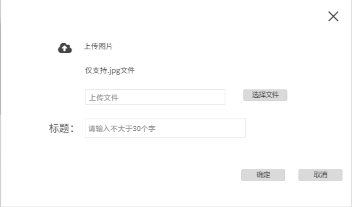 上传图片
仅支持.jpg文件
上传文件 选择文件
标题： 请输入不大于30个字
确定 取消